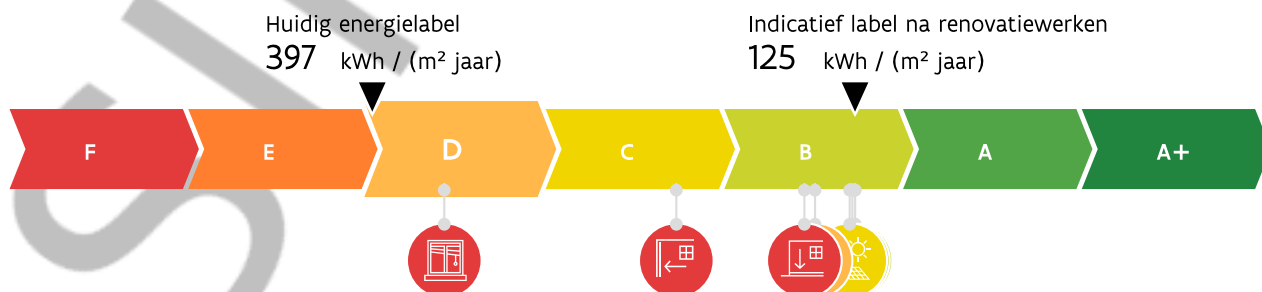 Huidig energielabel
397 kWh / (m² jaar)
Indicatief label na renovatiewerken
125 kWh / (m² jaar)
F E D C B A A+